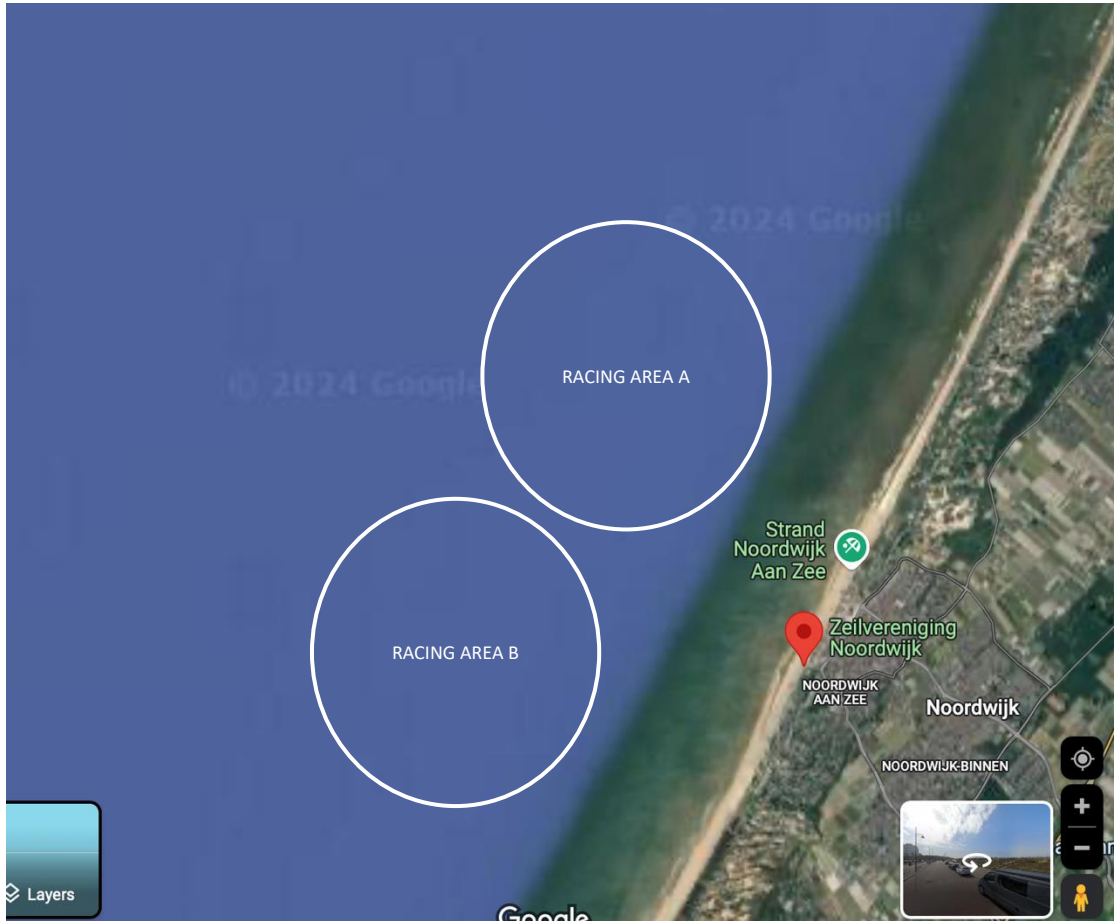 © 2024 Google
© 2024 Google
RACING AREA A
Strand
Noordwijk
Aan Zee
Zeilvereniging
Noordwijk
RACING AREA B
NOORDWIJK
AAN ZEE
Noordwijk
NOORDWIJK-BINNEN
Layers
Google